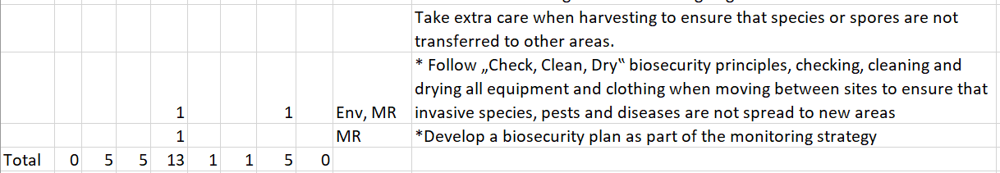 Take extra care when harvesting to ensure that species or spores are not
transferred to other areas.
* Follow „Check, Clean, Dry‟ biosecurity principles, checking, cleaning and
drying all equipment and clothing when moving between sites to ensure that
1 1 Env, MR invasive species, pests and diseases are not spread to new areas
1 MR *Develop a biosecurity plan as part of the monitoring strategy
Total 0 5 5 13 1 1 5 0